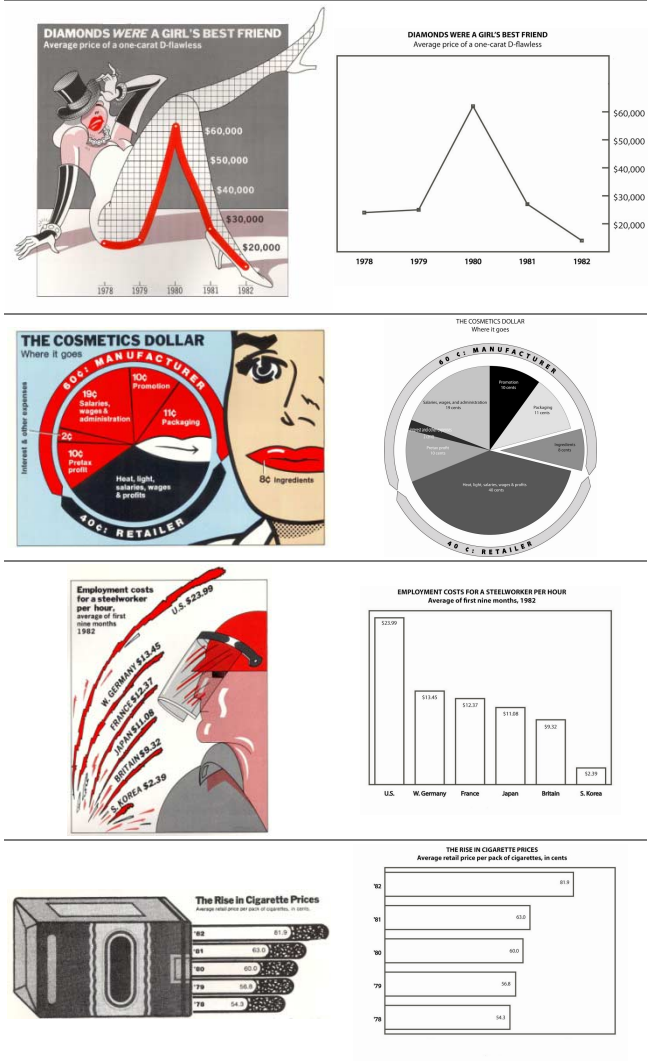 DIAMONDS WERE A GIRL'S BEST FRIEND
Average price of a one-carat D-flawless
$60,000
$50,000
$40,000
$30,000
$20,000
1978 1979 1980 1981 1982
DIAMONDS WERE A GIRL'S BEST FRIEND
Average price of a one-carat D-flawless
$60,000
$50,000
$40,000
$30,000
$20,000
1978 1979 1980 1981 1982
THE COSMETICS DOLLAR
Where it goes
60¢: MANUFACTURER
10¢
Promotion
19¢
Salaries,
wages &
administration
11¢
Packaging
Interest & other expenses
2¢
10¢
Pretax
profit
Heat, light,
salaries, wages
& profits
8¢ Ingredients
40¢: RETAILER
THE COSMETICS DOLLAR
Where it goes
60 ¢: MANUFACTURER
Promotion
10 cents
Salaries, wages, and administration
19 cents
Packaging
11 cents
Ingredients
8 cents
Pretax profit
10 cents
Heat, light, salaries, wages & profits
40 cents
40 ¢: RETAILER
Employment costs
for a steelworker
per hour,
average of first
nine months
1982
U.S. $23.99
W. GERMANY $13.45
FRANCE $12.37
JAPAN $11.08
BRITAIN $9.32
S. KOREA $2.39
EMPLOYMENT COSTS FOR A STEELWORKER PER HOUR
Average of first nine months, 1982
$23.99
$13.45
$12.37
$11.08
$9.32
$2.39
U.S. W. Germany France Japan Britain S. Korea
The Rise in Cigarette Prices
Average retail price per pack of cigarettes, in cents.
'82 81.9
'81 63.0
'80 60.0
'79 56.8
'78 54.3
THE RISE IN CIGARETTE PRICES
Average retail price per pack of cigarettes, in cents
'82 81.9
'81 63.0
'80 60.0
'79 56.8
'78 54.3